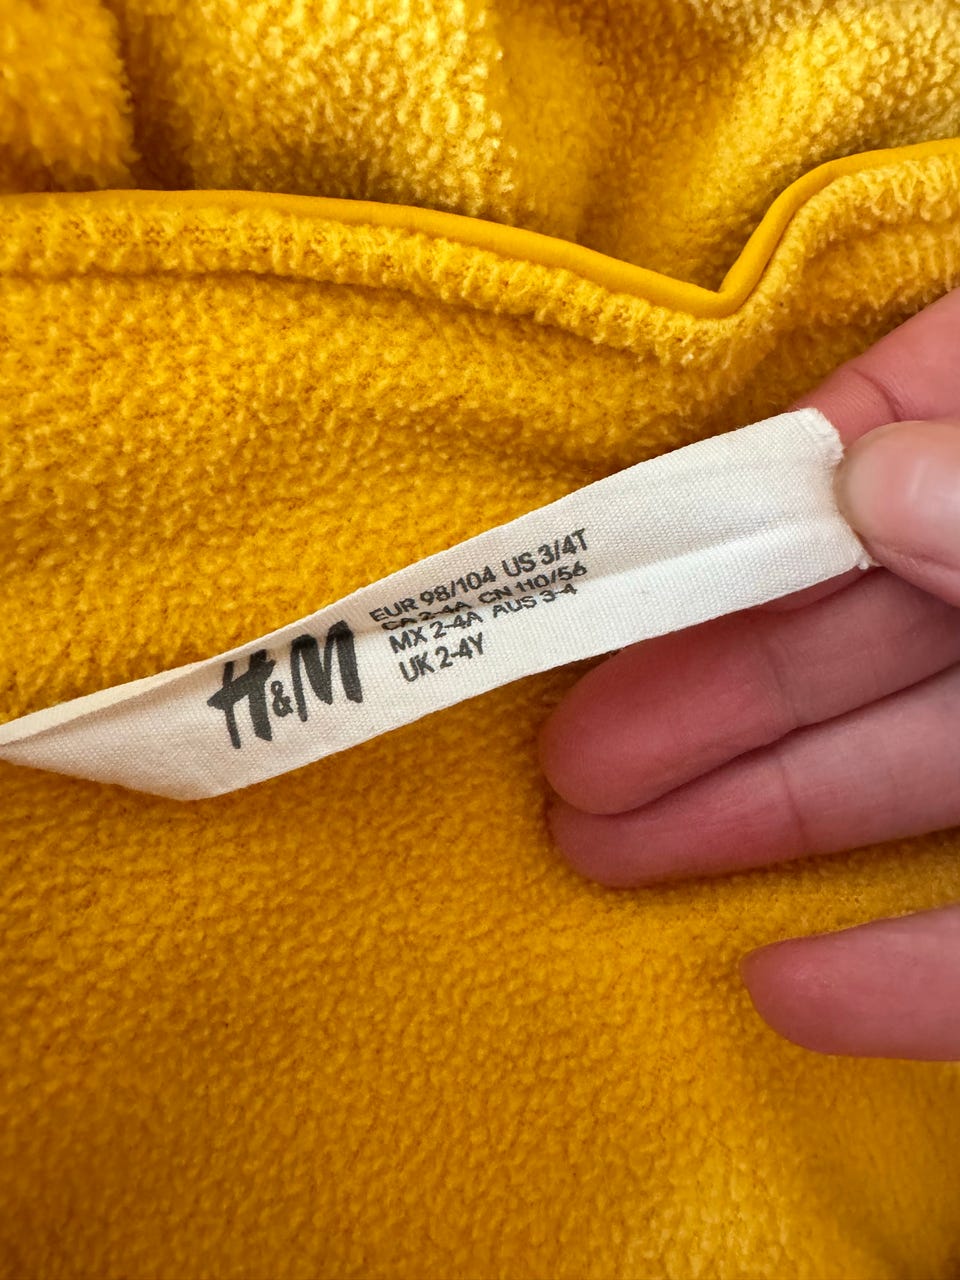 H&M
EUR 98/104 US 3/4T
CA 2-4A CN 110/56
MX 2-4A AUS 3-4
UK 2-4Y